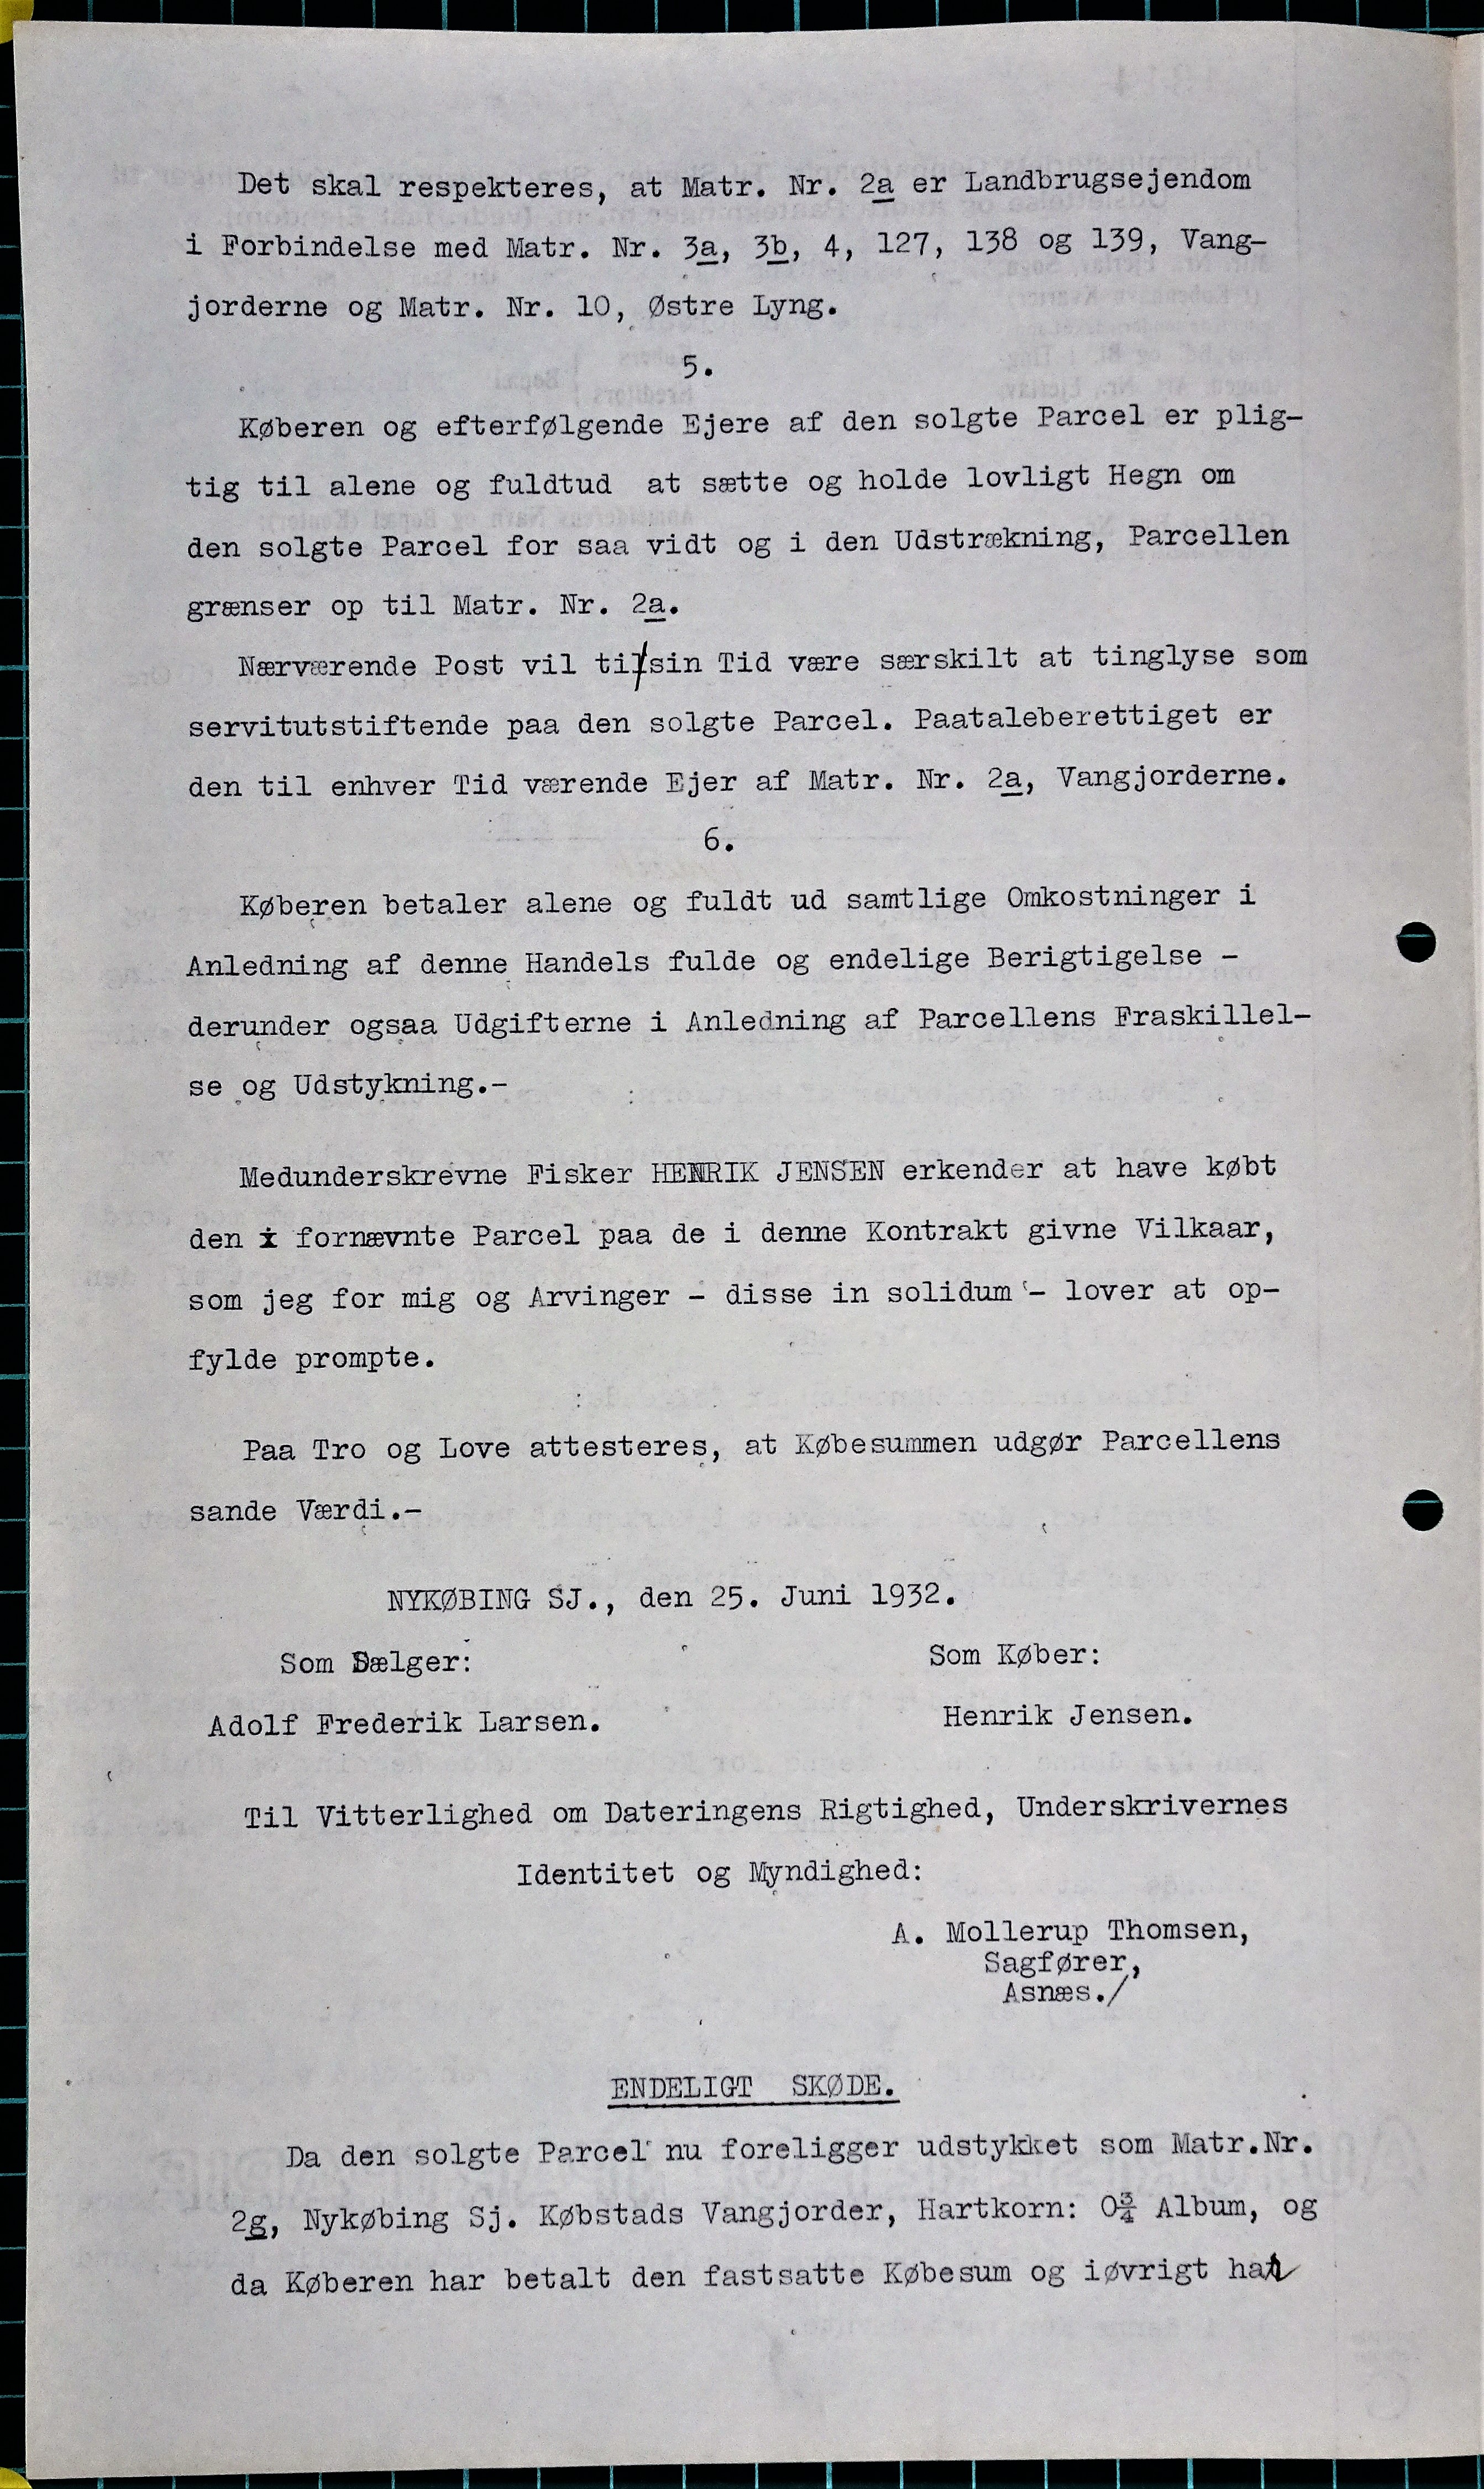 Det skal respekteres, at Matr. Nr. 2a er Landbrugsejendom
i Forbindelse med Matr. Nr. 3a, 3b, 4, 127, 138 og 139, Vang-
jorderne og Matr. Nr. 10, Østre Lyng.
5.
Køberen og efterfølgende Ejere af den solgte Parcel er plig-
tig til alene og fuldtud at sætte og holde lovligt Hegn om
den solgte Parcel for saa vidt og i den Udstrækning, Parcellen
grænser op til Matr. Nr. 2a.
Nærværende Post vil til/sin Tid være særskilt at tinglyse som
servitutstiftende paa den solgte Parcel. Paataleberettiget er
den til enhver Tid værende Ejer af Matr. Nr. 2a, Vangjorderne.
6.
Køberen betaler alene og fuldt ud samtlige Omkostninger i
Anledning af denne Handels fulde og endelige Berigtigelse -
derunder ogsaa Udgifterne i Anledning af Parcellens Fraskillel-
se og Udstykning.-
Medunderskrevne Fisker HENRIK JENSEN erkender at have købt
den i fornævnte Parcel paa de i denne Kontrakt givne Vilkaar,
som jeg for mig og Arvinger - disse in solidum - lover at op-
fylde prompte.
Paa Tro og Love attesteres, at Købesummen udgør Parcellens
sande Værdi.-
NYKØBING SJ., den 25. Juni 1932.
Som Sælger: Som Køber:
Adolf Frederik Larsen. Henrik Jensen.
Til Vitterlighed om Dateringens Rigtighed, Underskrivernes
Identitet og Myndighed:
A. Mollerup Thomsen,
Sagfører,
Asnæs./
ENDELIGT SKØDE.
Da den solgte Parcel nu foreligger udstykket som Matr.Nr.
2g, Nykøbing Sj. Købstads Vangjorder, Hartkorn: 0¾ Album, og
da Køberen har betalt den fastsatte Købesum og iøvrigt har